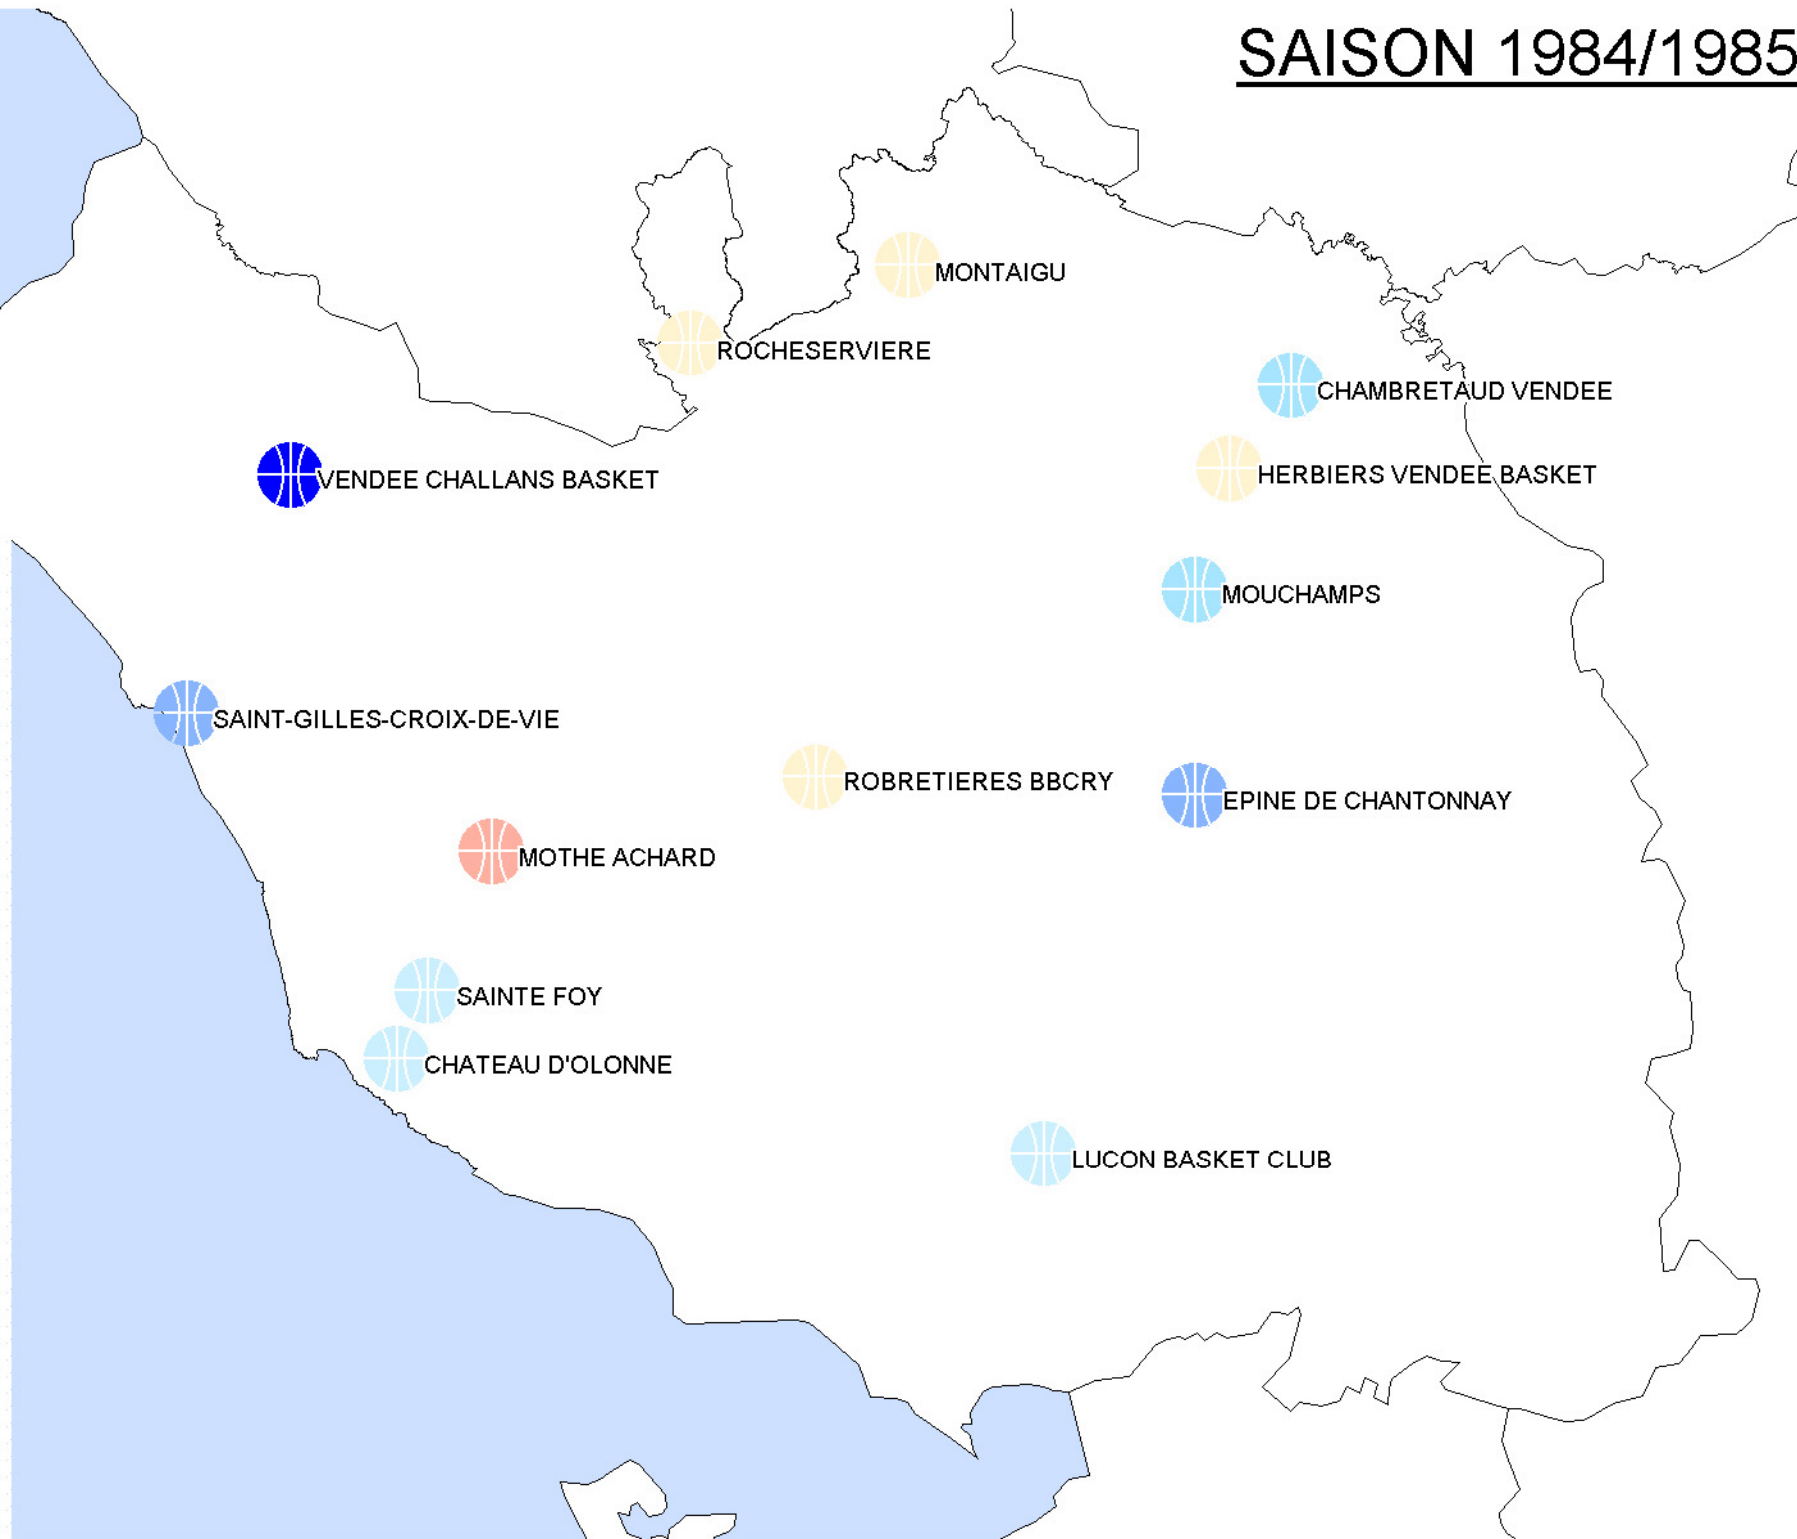 SAISON 1984/1985
MONTAIGU
ROCHESERVIERE
CHAMBRETAUD VENDEE
HERBIERS VENDEE BASKET
VENDEE CHALLANS BASKET
MOUCHAMPS
SAINT-GILLES-CROIX-DE-VIE
ROBRETIERES BBCRY
EPINE DE CHANTONNAY
MOTHE ACHARD
SAINTE FOY
CHATEAU D'OLONNE
LUCON BASKET CLUB